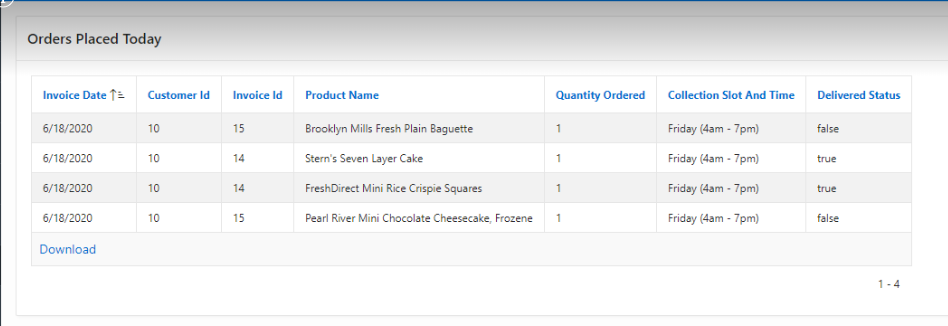 Orders Placed Today
Invoice Date Customer Id Invoice Id Product Name Quantity Ordered Collection Slot And Time Delivered Status
6/18/2020 10 15 Brooklyn Mills Fresh Plain Baguette 1 Friday (4am - 7pm) false
6/18/2020 10 14 Stern's Seven Layer Cake 1 Friday (4am - 7pm) true
6/18/2020 10 14 FreshDirect Mini Rice Crispie Squares 1 Friday (4am - 7pm) true
6/18/2020 10 15 Pearl River Mini Chocolate Cheesecake, Frozene 1 Friday (4am - 7pm) false
Download
1 - 4